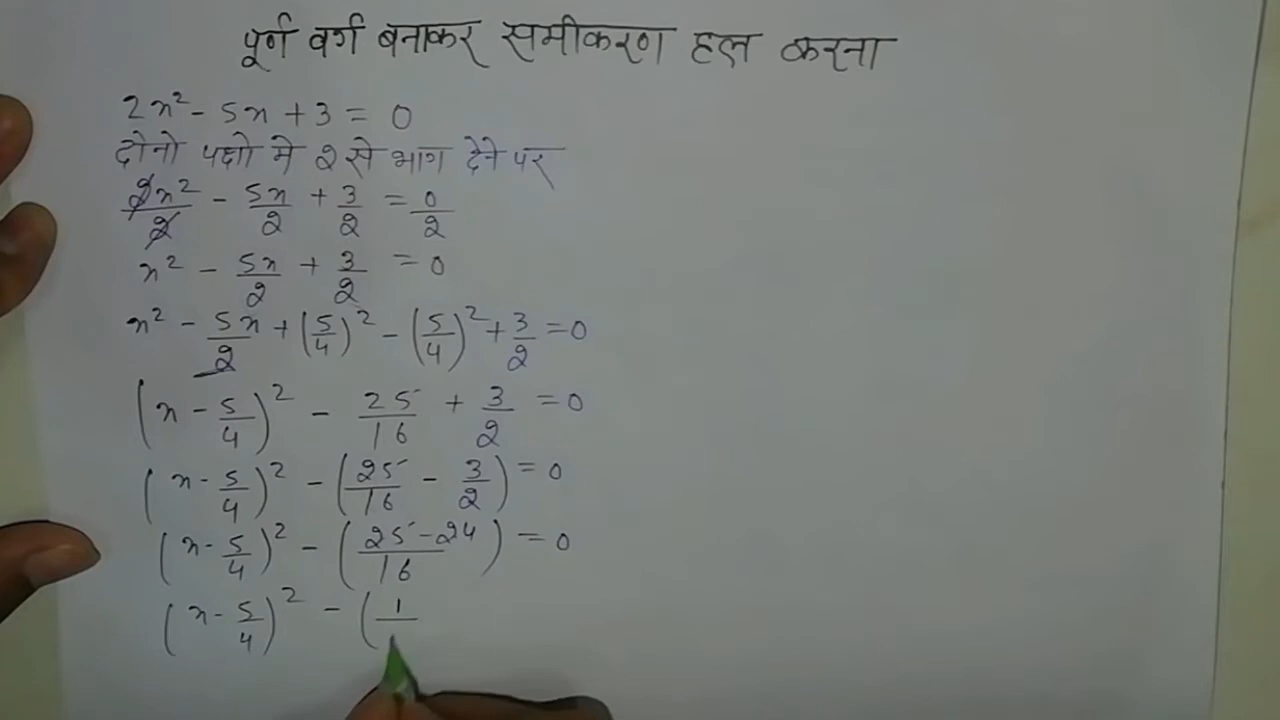 पूर्ण वर्ग बनाकर समीकरण हल करना
2x² - 5x + 3 = 0
दोनो पक्षो मे 2 से भाग देने पर
2x²/2 - 5x/2 + 3/2 = 0/2
x² - 5x/2 + 3/2 = 0
x² - 5x/2 + (5/4)² - (5/4)² + 3/2 = 0
(x - 5/4)² - 25/16 + 3/2 = 0
(x - 5/4)² - (25/16 - 3/2) = 0
(x - 5/4)² - (25-24/16) = 0
(x - 5/4)² - (1/